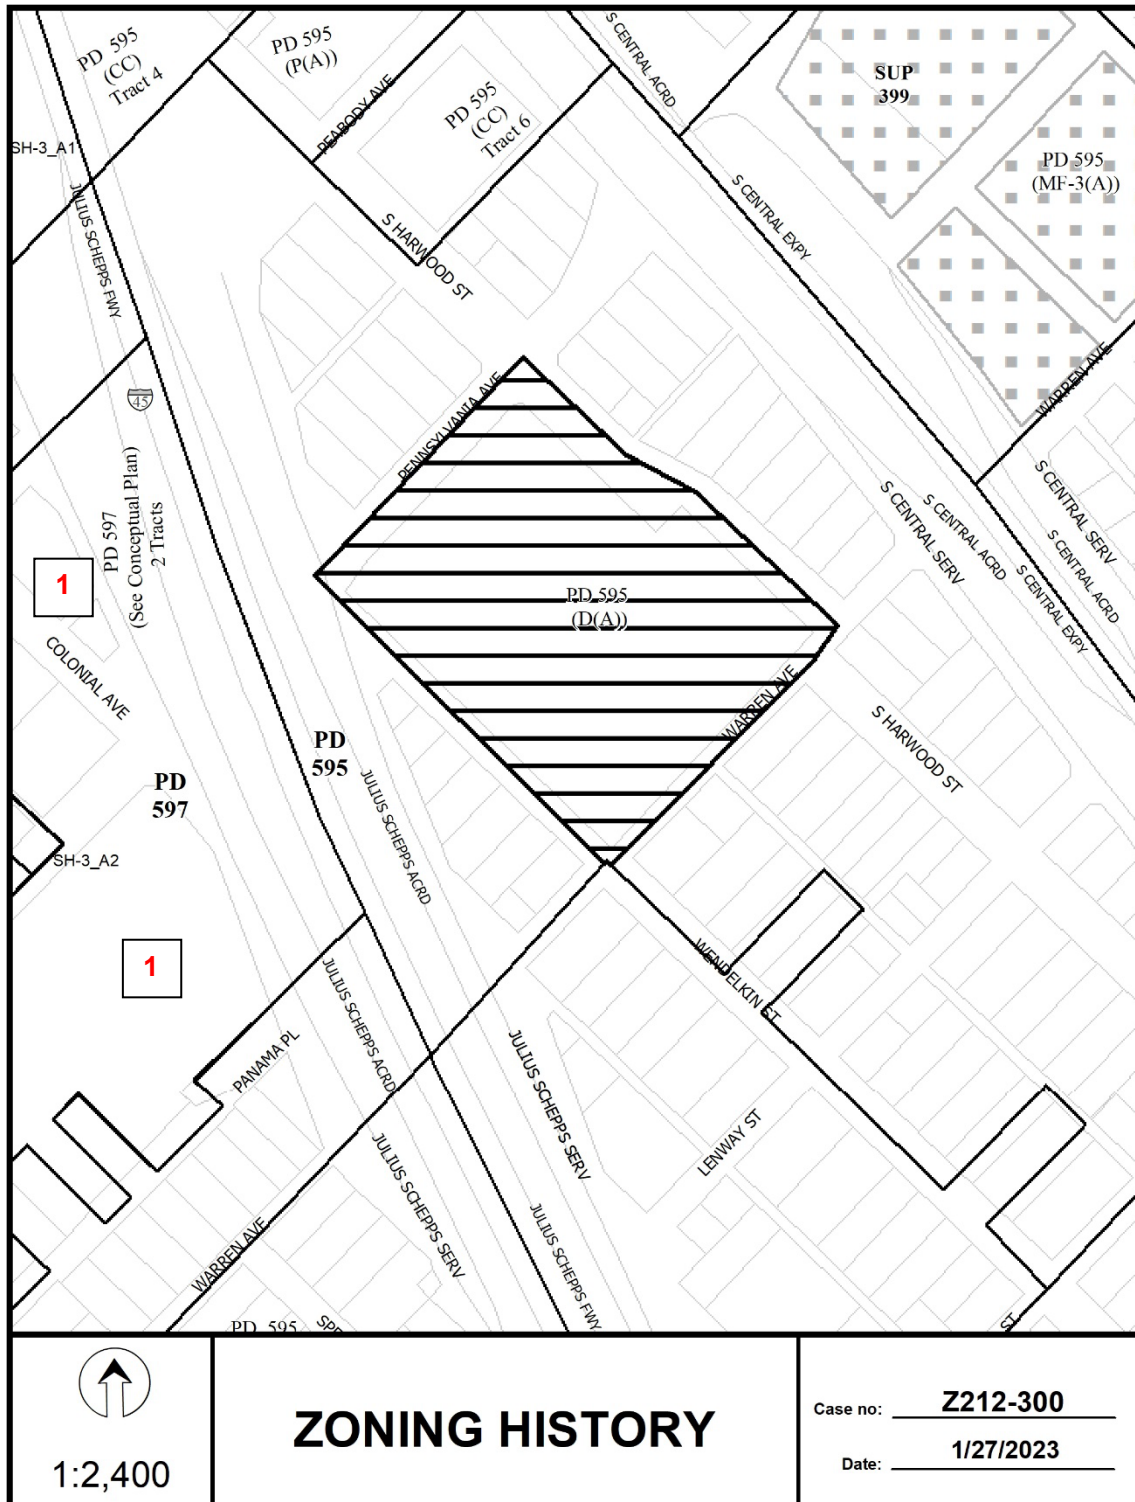 PD 595
(CC)
Tract 4
PD 595
(P(A))
PEABODY AVE
PD 595
(CC)
Tract 6
S CENTRAL ACRD
SUP
399
PD 595
(MF-3(A))
SH-3_A1
JULIUS SCHEPPS FWY
S HARWOOD ST
S CENTRAL EXPY
WARREN AVE
45
PENNSYLVANIA AVE
PD 597
(See Conceptual Plan)
2 Tracts
1
S CENTRAL SERV
S CENTRAL ACRD
S CENTRAL SERV
S CENTRAL ACRD
S CENTRAL EXPY
PD 595
(D(A))
COLONIAL AVE
WARREN AVE
S HARWOOD ST
PD
595
PD
597
JULIUS SCHEPPS ACRD
SH-3_A2
1
WENDELKIN ST
JULIUS SCHEPPS ACRD
PANAMA PL
JULIUS SCHEPPS SERV
LENWAY ST
JULIUS SCHEPPS SERV
JULIUS SCHEPPS FWY
WARREN AVE
PD 595
ST
1:2,400
ZONING HISTORY
Case no: Z212-300
Date: 1/27/2023